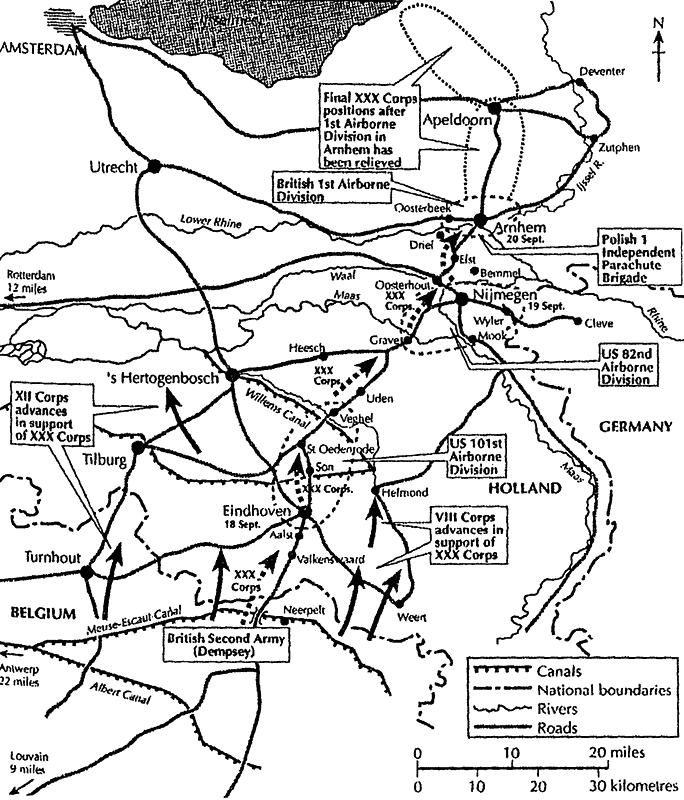 AMSTERDAM
N
Deventer
Final XXX Corps
positions after
1st Airborne
Division in
Arnhem has
been relieved
Apeldoorn
Zutphen
Utrecht
IJssel R.
British 1st Airborne
Division
Oosterbeek
Lower Rhine
Arnhem
20 Sept.
Driel
Polish 1
Independent
Parachute
Brigade
Elst
Rotterdam
12 miles
Waal
Bemmel
Oosterhout
Maas
XXX
Corps
Nijmegen
19 Sept.
Rhine
Wyler
Cleve
Grave
Mook
Heesch
US 82nd
Airborne
Division
's Hertogenbosch
XXX
Corps
XII Corps
advances
in support
of XXX Corps
Willems Canal
Uden
Veghel
GERMANY
St Oedenrode
US 101st
Airborne
Division
Tilburg
Son
Maas
XXX Corps.
HOLLAND
Helmond
Eindhoven
18 Sept.
VIII Corps
advances in
support of
XXX Corps
Aalst
Turnhout
Valkenswaard
XXX
Corps
BELGIUM
Neerpelt
Weert
Meuse-Escaut Canal
British Second Army
(Dempsey)
Antwerp
22 miles
Albert Canal
Canals
National boundaries
Rivers
Roads
Louvain
9 miles
0 10 20 miles
0 10 20 30 kilometres